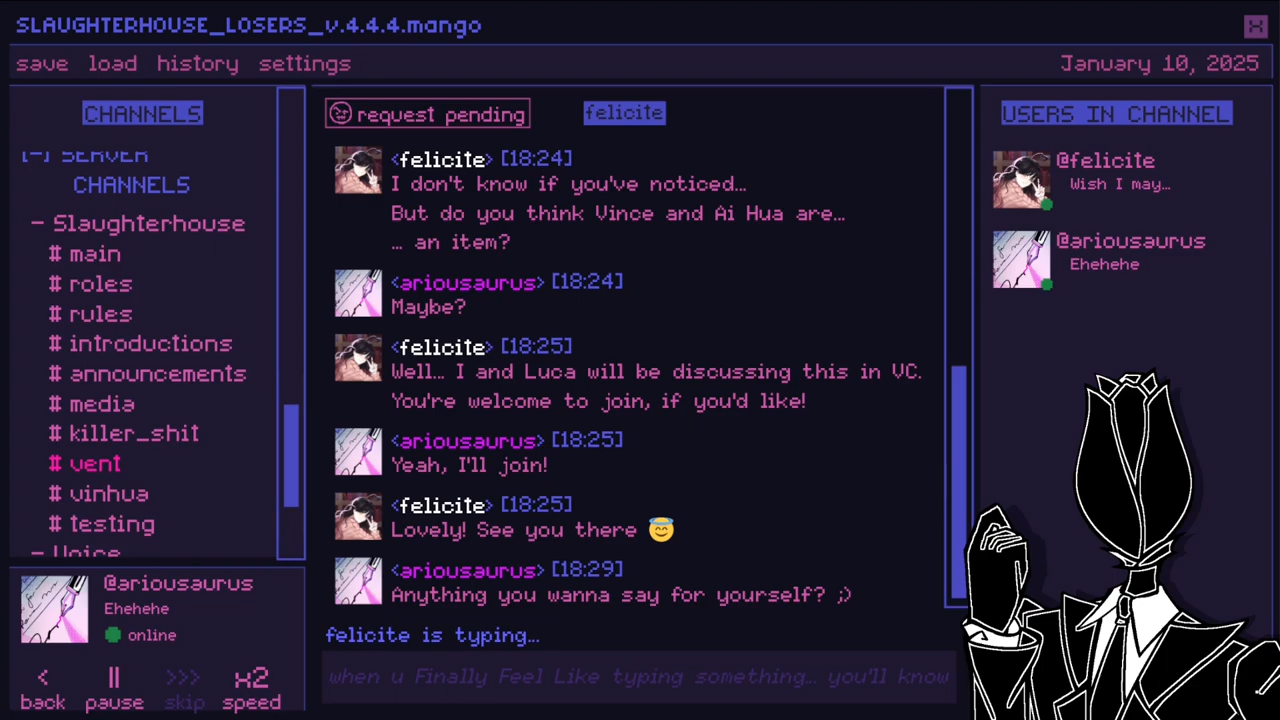 SLAUGHTERHOUSE_LOSERS_v.4.4.4.mango
x
save load history settings
January 10, 2025
CHANNELS
[-] SERVER
CHANNELS
- Slaughterhouse
# main
# roles
# rules
# introductions
# announcements
# media
# killer_shit
# vent
# vinhua
# testing
- Voice
@ariousaurus
Ehehehe
online
< || >>> x2
back pause skip speed
request pending
felicite
<felicite> [18:24]
I don't know if you've noticed...
But do you think Vince and Ai Hua are...
... an item?
<ariousaurus> [18:24]
Maybe?
<felicite> [18:25]
Well... I and Luca will be discussing this in VC.
You're welcome to join, if you'd like!
<ariousaurus> [18:25]
Yeah, I'll join!
<felicite> [18:25]
Lovely! See you there 😇
<ariousaurus> [18:29]
Anything you wanna say for yourself? ;)
felicite is typing...
when u Finally Feel Like typing something... you'll know
USERS IN CHANNEL
@felicite
Wish I may...
@ariousaurus
Ehehehe